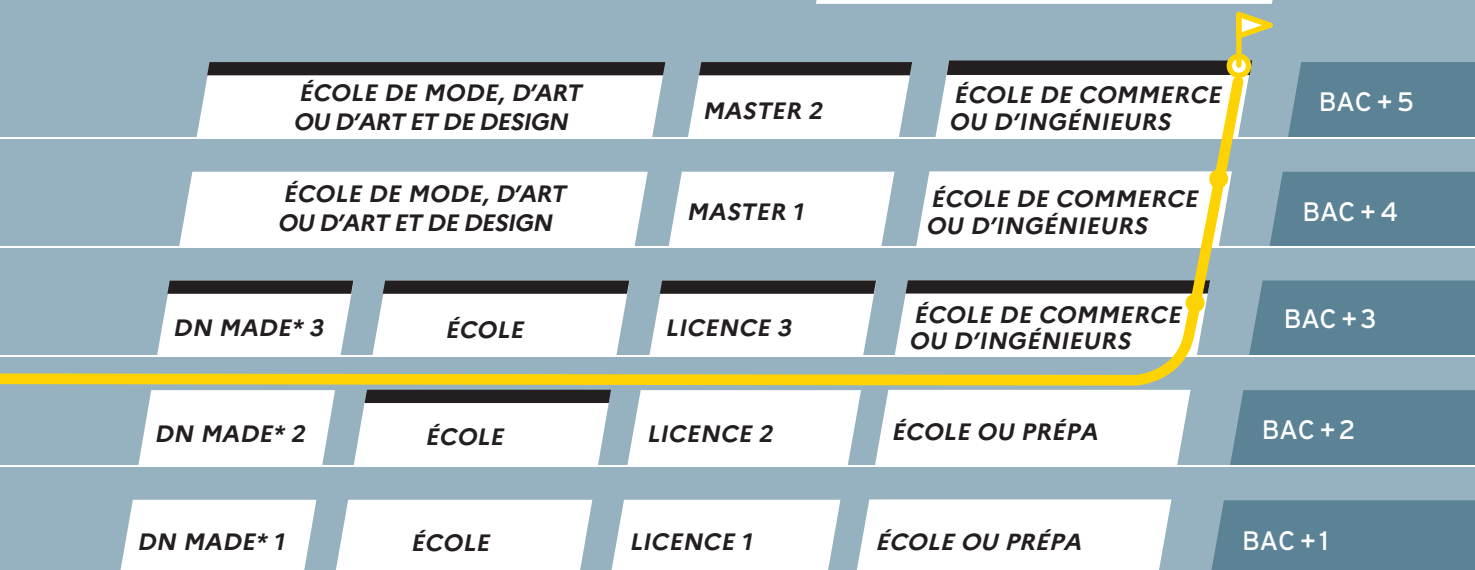 ÉCOLE DE MODE, D'ART
OU D'ART ET DE DESIGN
MASTER 2
ÉCOLE DE COMMERCE
OU D'INGÉNIEURS
BAC + 5
ÉCOLE DE MODE, D'ART
OU D'ART ET DE DESIGN
MASTER 1
ÉCOLE DE COMMERCE
OU D'INGÉNIEURS
BAC + 4
DN MADE* 3
ÉCOLE
LICENCE 3
ÉCOLE DE COMMERCE
OU D'INGÉNIEURS
BAC + 3
DN MADE* 2
ÉCOLE
LICENCE 2
ÉCOLE OU PRÉPA
BAC + 2
DN MADE* 1
ÉCOLE
LICENCE 1
ÉCOLE OU PRÉPA
BAC + 1